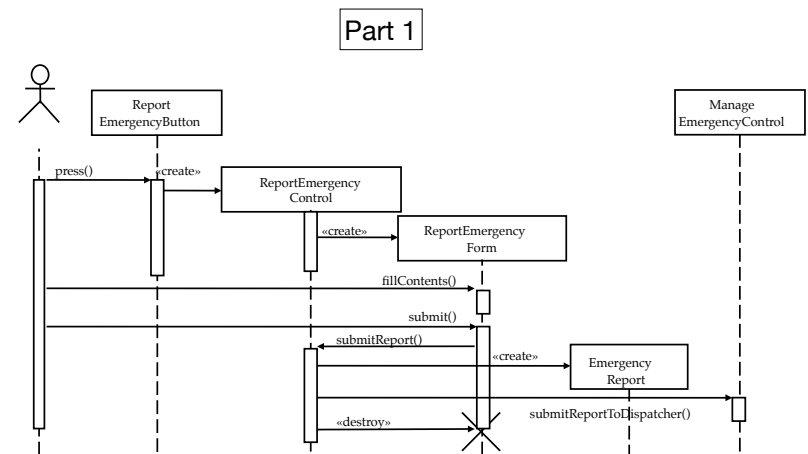 Part 1
Report
EmergencyButton
Manage
EmergencyControl
press()
«create»
ReportEmergency
Control
«create»
ReportEmergency
Form
fillContents()
submit()
submitReport()
«create»
Emergency
Report
submitReportToDispatcher()
«destroy»